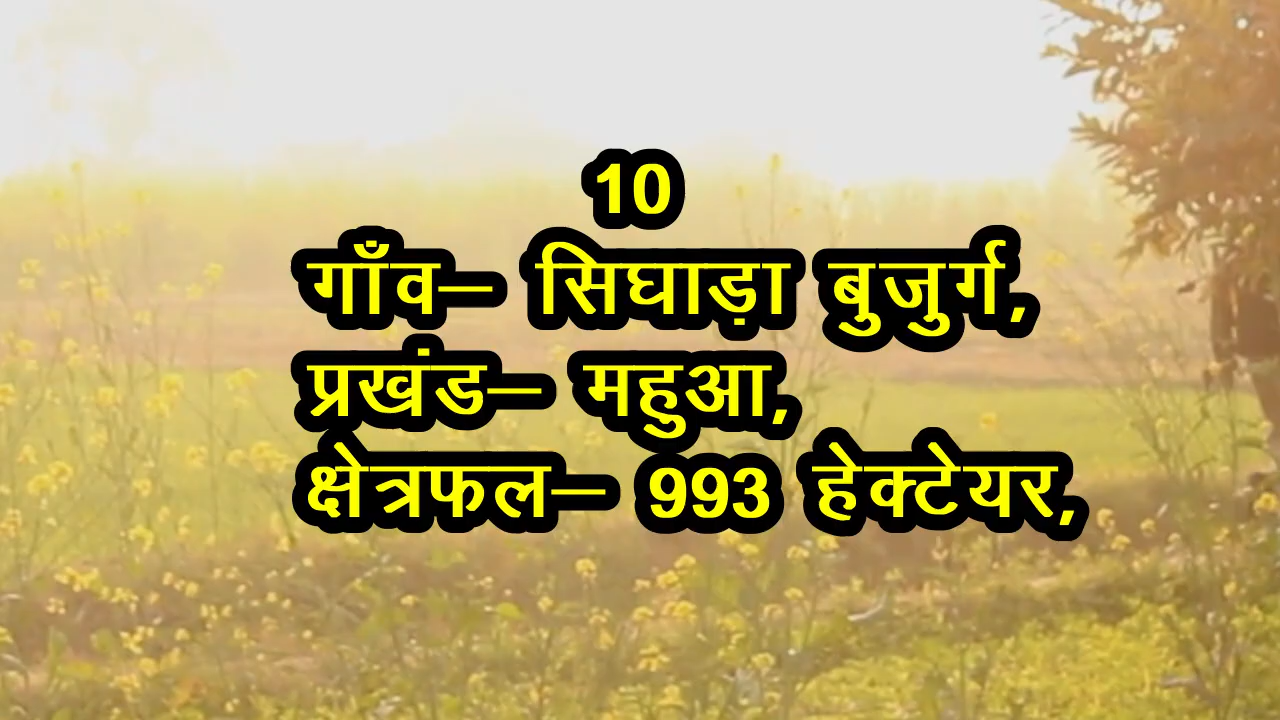 10
गाँव– सिघाड़ा बुजुर्ग,
प्रखंड– महुआ,
क्षेत्रफल– 993 हेक्टेयर,